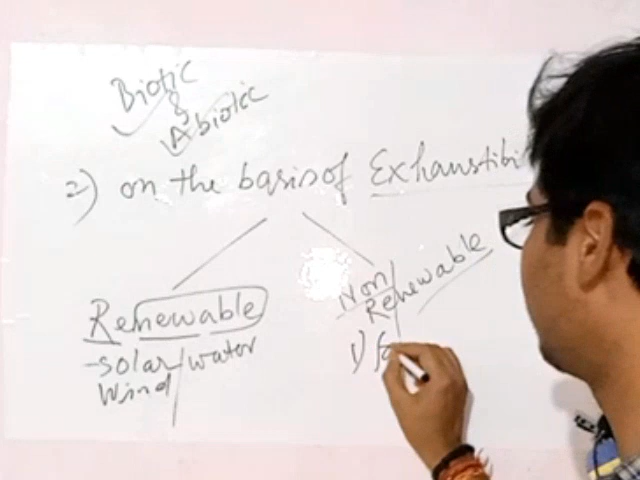 Biotic
&
Abiotic
2) on the basis of Exhaustibi
Renewable
Non
Renewable
-solar/water
Wind
1)